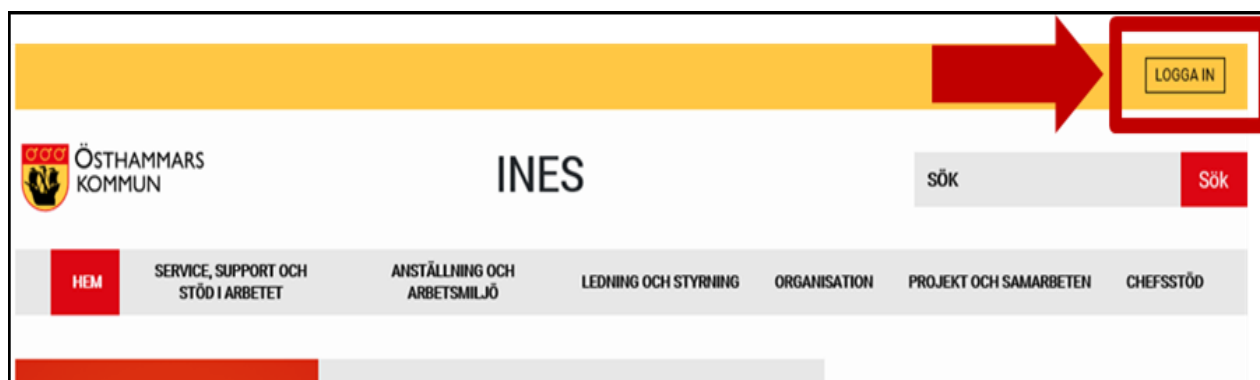 LOGGA IN
ÖSTHAMMARS
KOMMUN
INES
SÖK
Sök
HEM
SERVICE, SUPPORT OCH
STÖD I ARBETET
ANSTÄLLNING OCH
ARBETSMILJÖ
LEDNING OCH STYRNING
ORGANISATION
PROJEKT OCH SAMARBETEN
CHEFSSTÖD